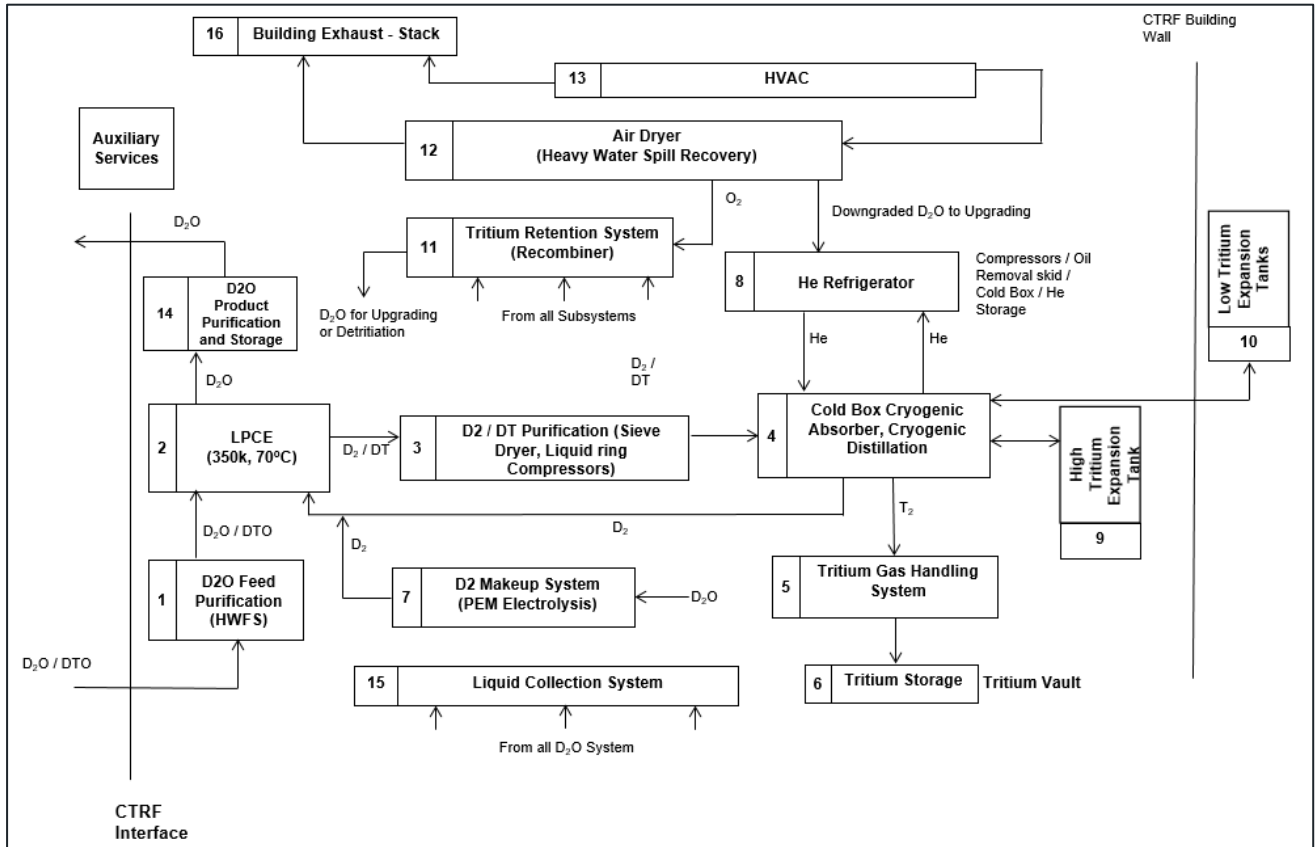 16
Building Exhaust - Stack
CTRF Building
Wall
13
HVAC
Auxiliary
Services
12
Air Dryer
(Heavy Water Spill Recovery)
O₂
Downgraded D₂O to Upgrading
D₂O
11
Tritium Retention System
(Recombiner)
8
He Refrigerator
Compressors / Oil
Removal skid /
Cold Box / He
Storage
Low Tritium
Expansion
Tanks
10
14
D2O
Product
Purification
and Storage
D₂O for Upgrading
or Detritiation
From all Subsystems
He
He
D₂ /
DT
D₂O
2
LPCE
(350k, 70ºC)
D₂ / DT
3
D2 / DT Purification (Sieve
Dryer, Liquid ring
Compressors)
4
Cold Box Cryogenic
Absorber, Cryogenic
Distillation
High
Tritium
Expansion
Tank
9
D₂O / DTO
D₂
D₂
T₂
1
D2O Feed
Purification
(HWFS)
7
D2 Makeup System
(PEM Electrolysis)
D₂O
5
Tritium Gas Handling
System
D₂O / DTO
15
Liquid Collection System
6
Tritium Storage
Tritium Vault
From all D₂O System
CTRF
Interface